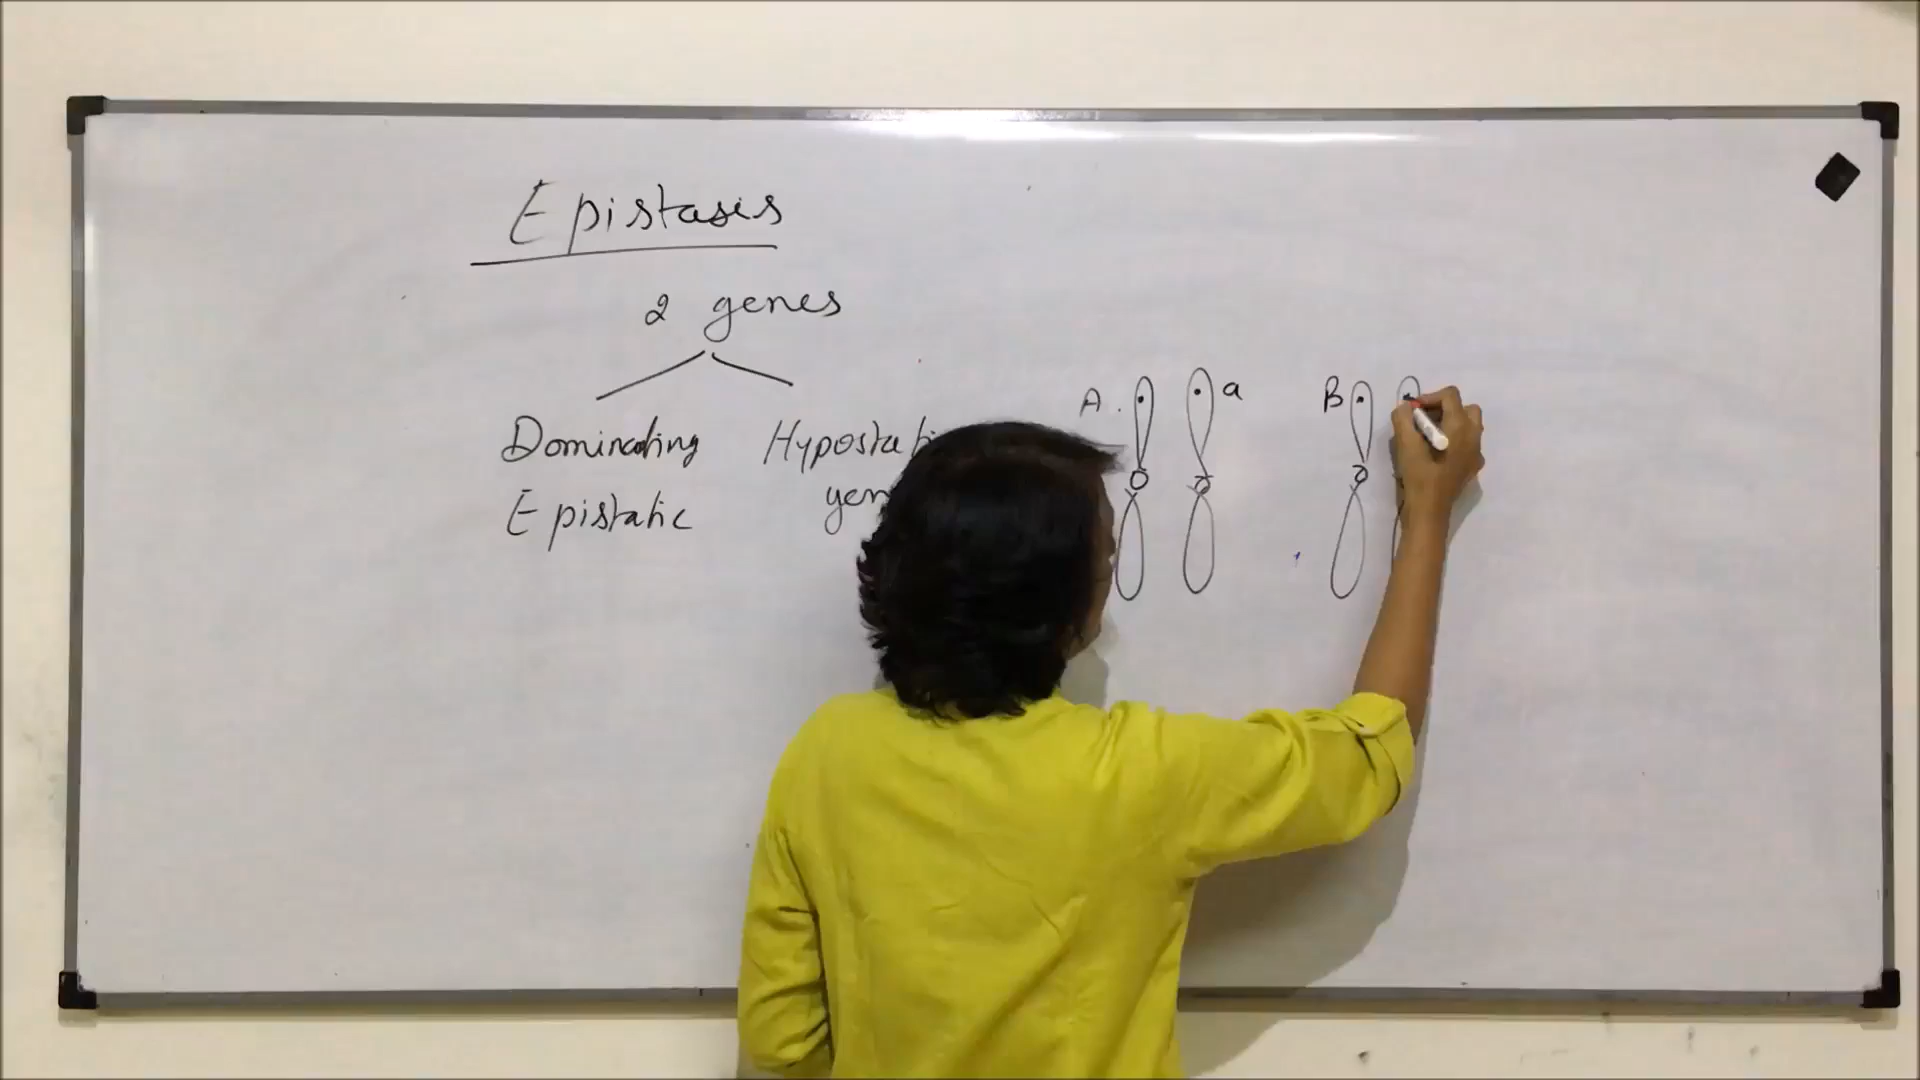 Epistasis
2 genes
Dominating
Epistatic
A . a B